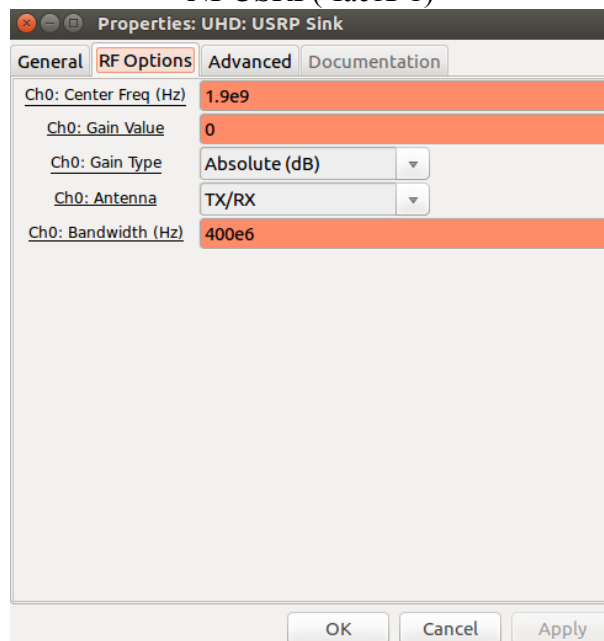 Properties: UHD: USRP Sink
General RF Options Advanced Documentation
Ch0: Center Freq (Hz) 1.9e9
Ch0: Gain Value 0
Ch0: Gain Type Absolute (dB)
Ch0: Antenna TX/RX
Ch0: Bandwidth (Hz) 400e6
OK Cancel Apply